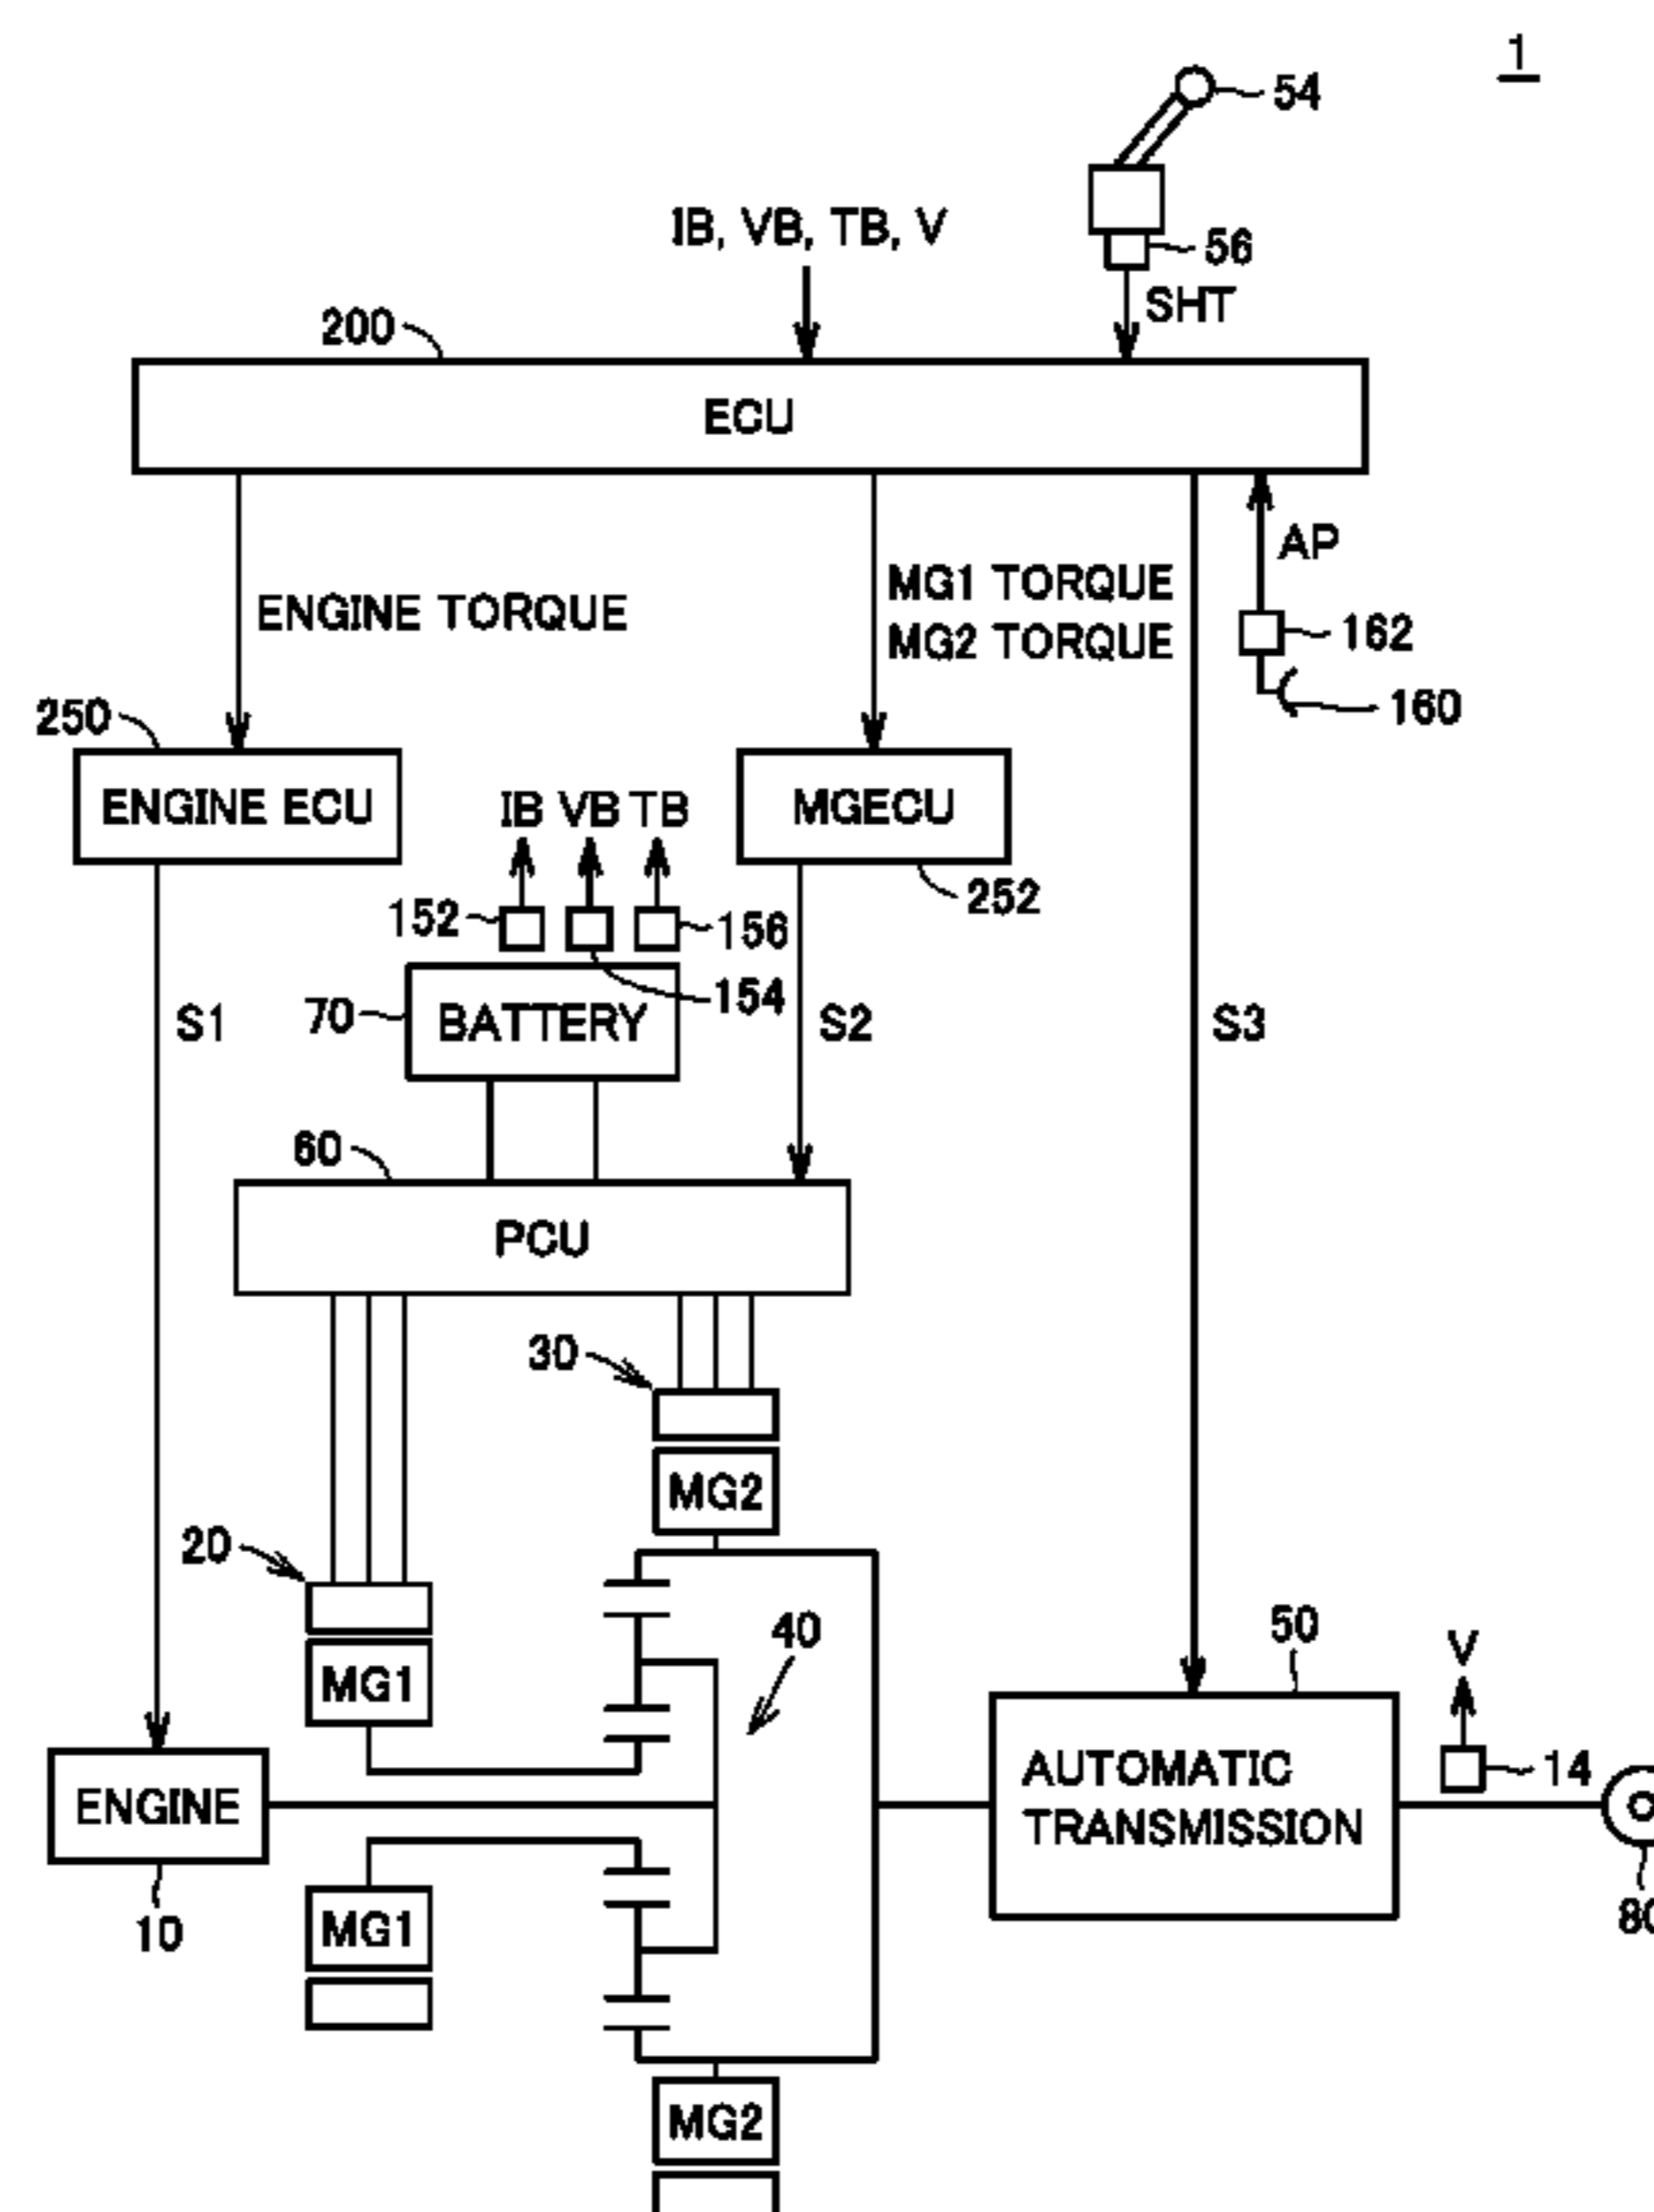 1
54
IB, VB, TB, V
56
SHT
200
ECU
AP
ENGINE TORQUE
MG1 TORQUE
MG2 TORQUE
162
160
250
ENGINE ECU
IB VB TB
MGECU
252
152
156
154
70
BATTERY
S1
S2
S3
60
PCU
30
MG2
20
40
50
V
MG1
AUTOMATIC
TRANSMISSION
14
ENGINE
10
MG1
MG2